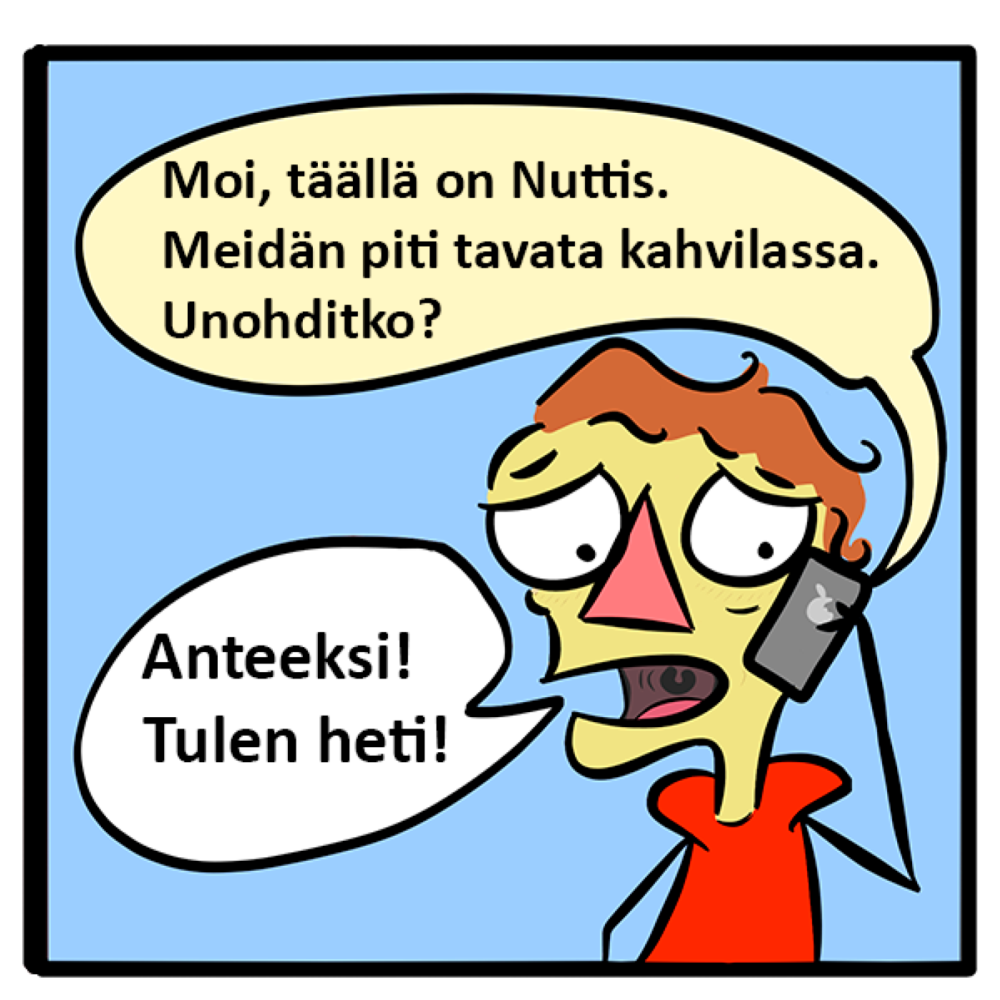 Moi, täällä on Nuttis.
Meidän piti tavata kahvilassa.
Unohditko?
Anteeksi!
Tulen heti!